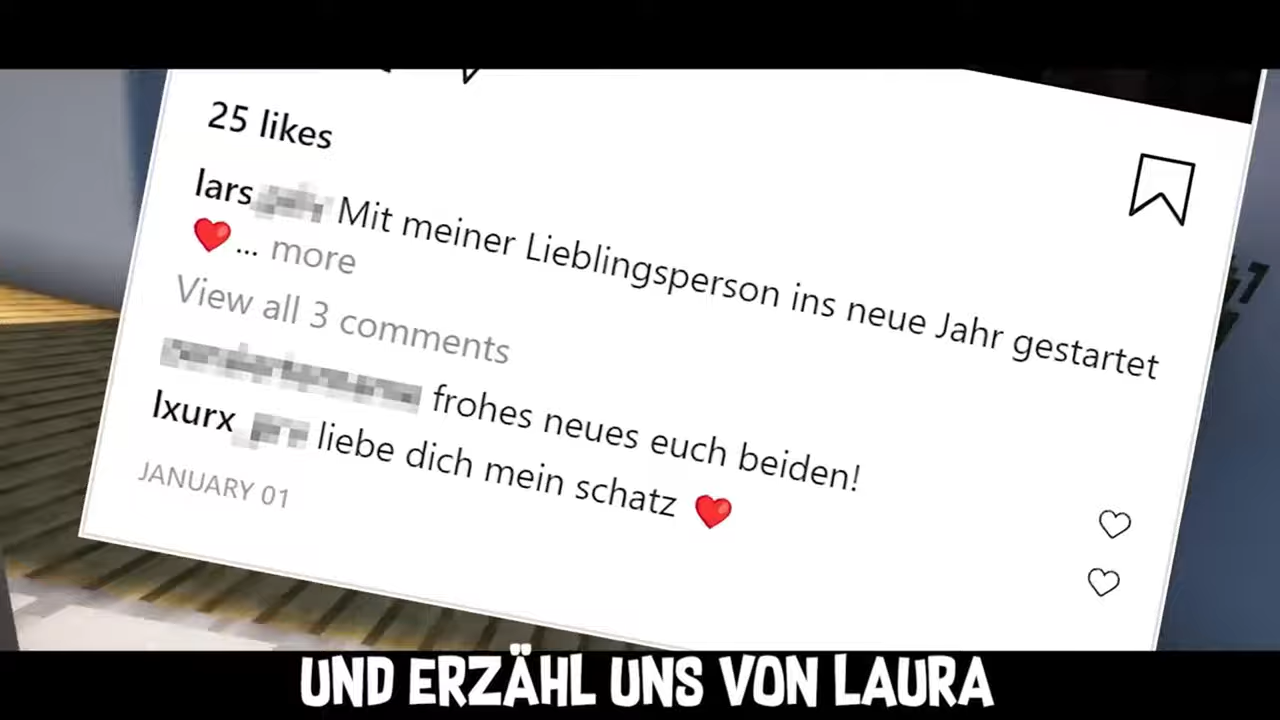 25 likes
lars Mit meiner Lieblingsperson ins neue Jahr gestartet
❤️... more
View all 3 comments
frohes neues euch beiden!
lxurx liebe dich mein schatz ❤️
JANUARY 01
UND ERZÄHL UNS VON LAURA